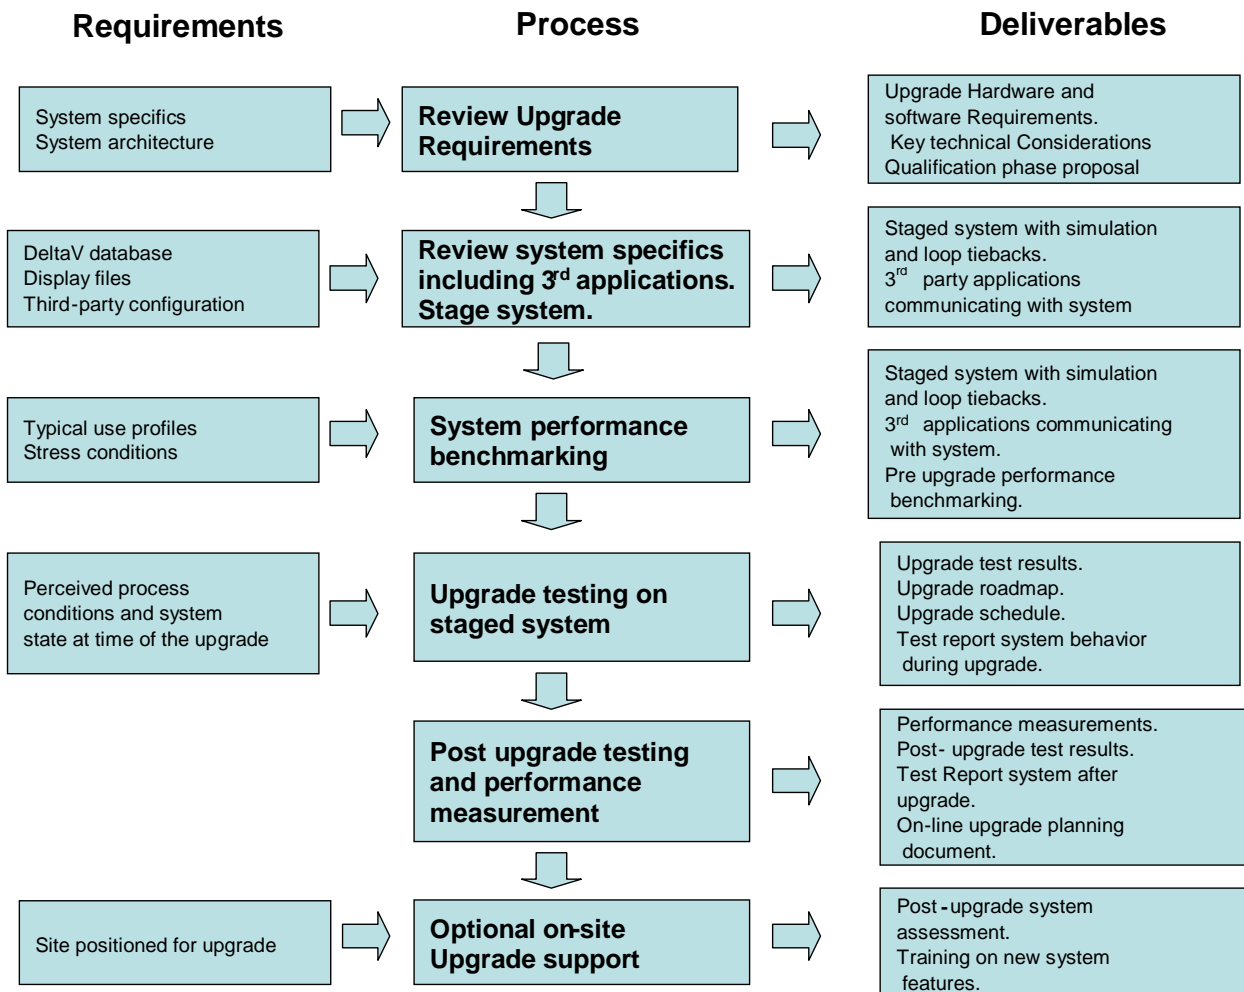 Requirements
Process
Deliverables
System specifics
System architecture
Review Upgrade
Requirements
Upgrade Hardware and
software Requirements.
Key technical Considerations
Qualification phase proposal
DeltaV database
Display files
Third-party configuration
Review system specifics
including 3rd applications.
Stage system.
Staged system with simulation
and loop tiebacks.
3rd party applications
communicating with system
Typical use profiles
Stress conditions
System performance
benchmarking
Staged system with simulation
and loop tiebacks.
3rd applications communicating
with system.
Pre upgrade performance
benchmarking.
Perceived process
conditions and system
state at time of the upgrade
Upgrade testing on
staged system
Upgrade test results.
Upgrade roadmap.
Upgrade schedule.
Test report system behavior
during upgrade.
Post upgrade testing
and performance
measurement
Performance measurements.
Post- upgrade test results.
Test Report system after
upgrade.
On-line upgrade planning
document.
Site positioned for upgrade
Optional on-site
Upgrade support
Post -upgrade system
assessment.
Training on new system
features.